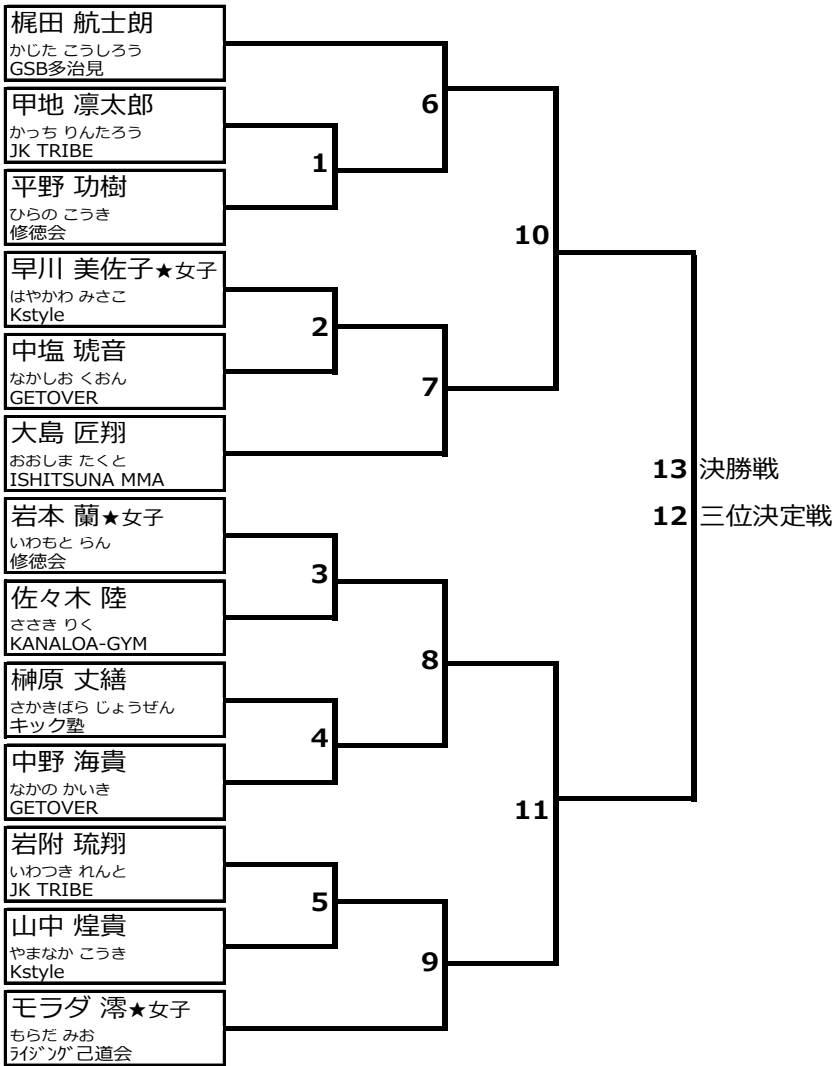 梶田 航士朗
かじた こうしろう
GSB多治見
甲地 凛太郎
かっち りんたろう
JK TRIBE
平野 功樹
ひらの こうき
修徳会
早川 美佐子★女子
はやかわ みさこ
Kstyle
中塩 琥音
なかしお くおん
GETOVER
大島 匠翔
おおしま たくと
ISHITSUNA MMA
岩本 蘭★女子
いわもと らん
修徳会
佐々木 陸
ささき りく
KANALOA-GYM
榊原 丈繕
さかきばら じょうぜん
キック塾
中野 海貴
なかの かいき
GETOVER
岩附 琉翔
いわつき れんと
JK TRIBE
山中 煌貴
やまなか こうき
Kstyle
モラダ 澪★女子
もらだ みお
ﾗｲｼﾞﾝｸﾞ己道会
1
2
3
4
5
6
7
8
9
10
11
13 決勝戦
12 三位決定戦